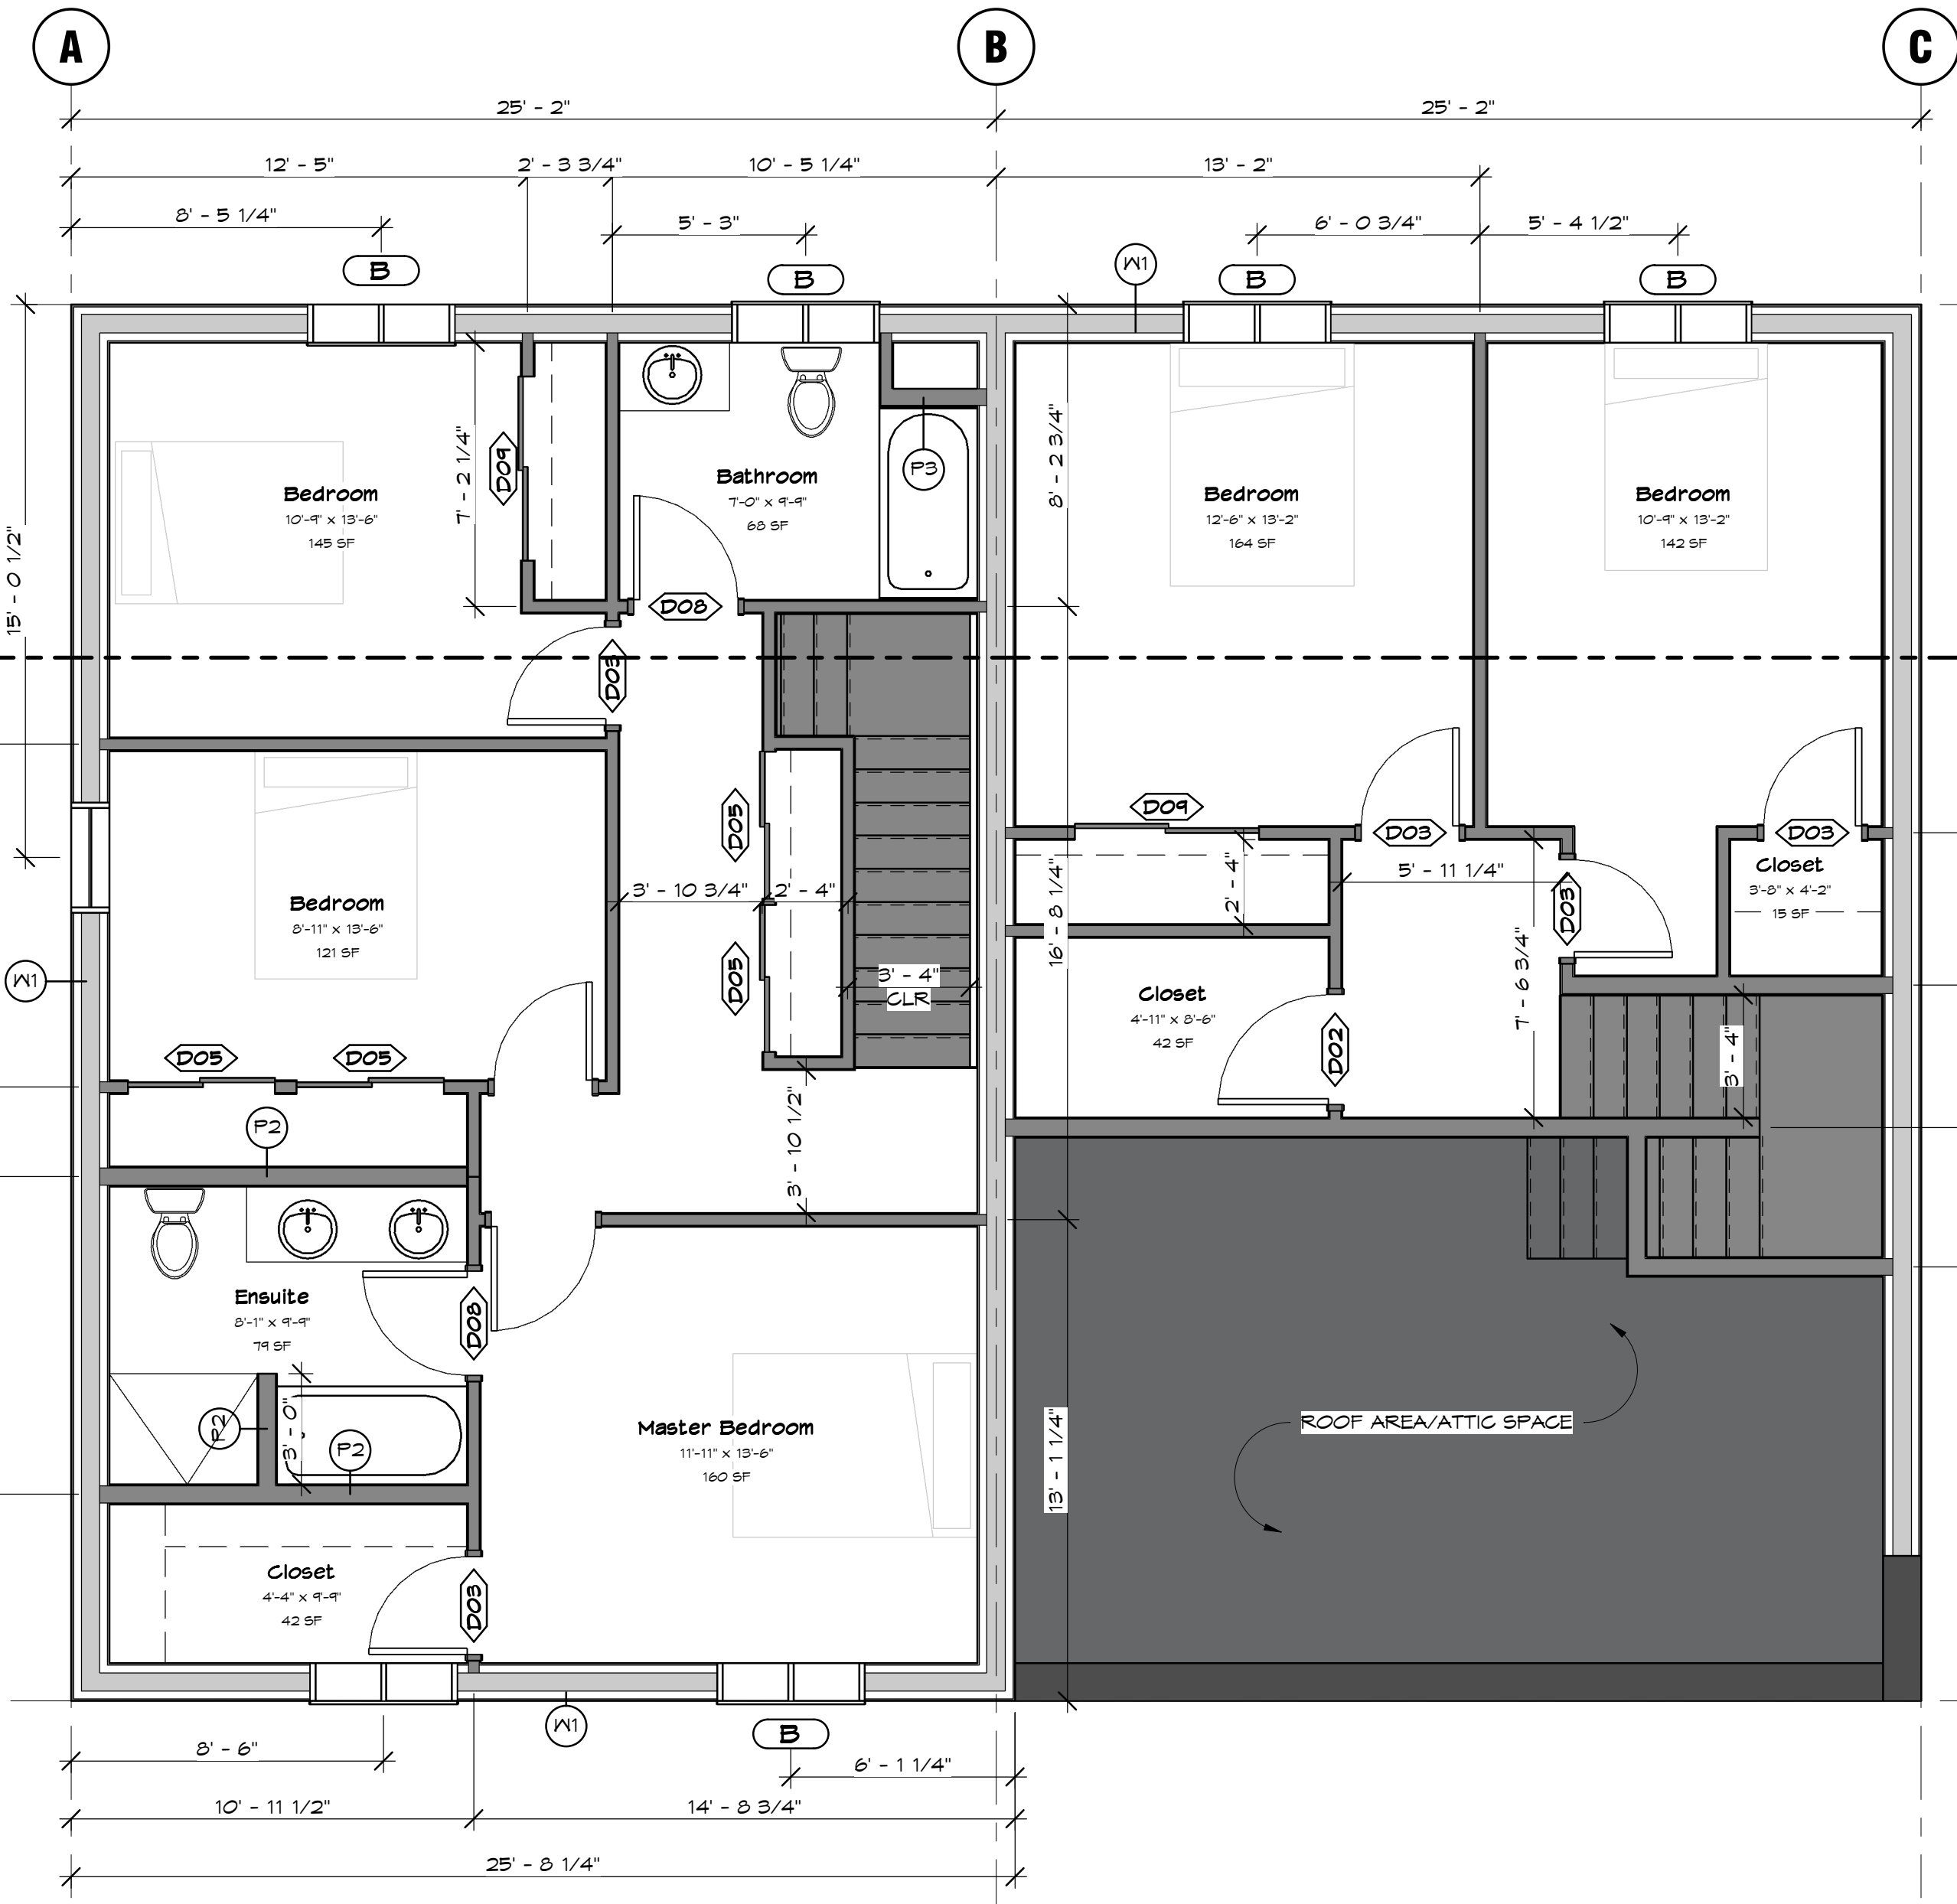 A
B
C
25' - 2"
25' - 2"
12' - 5"
2' - 3 3/4"
10' - 5 1/4"
13' - 2"
8' - 5 1/4"
5' - 3"
6' - 0 3/4"
5' - 4 1/2"
B
B
W1
B
B
15' - 0 1/2"
7' - 2 1/4"
D09
8' - 2 3/4"
P3
Bedroom
10'-9" x 13'-6"
145 SF
Bathroom
7'-0" x 9'-9"
68 SF
Bedroom
12'-6" x 13'-2"
164 SF
Bedroom
10'-9" x 13'-2"
142 SF
D08
D03
D05
D09
D03
D03
Closet
3'-8" x 4'-2"
15 SF
2' - 4"
5' - 11 1/4"
D03
Bedroom
8'-11" x 13'-6"
121 SF
3' - 10 3/4"
2' - 4"
16' - 8 1/4"
W1
D05
3' - 4"
CLR
Closet
4'-11" x 8'-6"
42 SF
D02
7' - 6 3/4"
3' - 4"
D05
D05
P2
3' - 10 1/2"
Ensuite
8'-1" x 9'-9"
79 SF
D08
P2
3' - 0"
P2
Master Bedroom
11'-11" x 13'-6"
160 SF
13' - 1 1/4"
ROOF AREA/ATTIC SPACE
Closet
4'-4" x 9'-9"
42 SF
D03
W1
B
8' - 6"
6' - 1 1/4"
10' - 11 1/2"
14' - 8 3/4"
25' - 8 1/4"